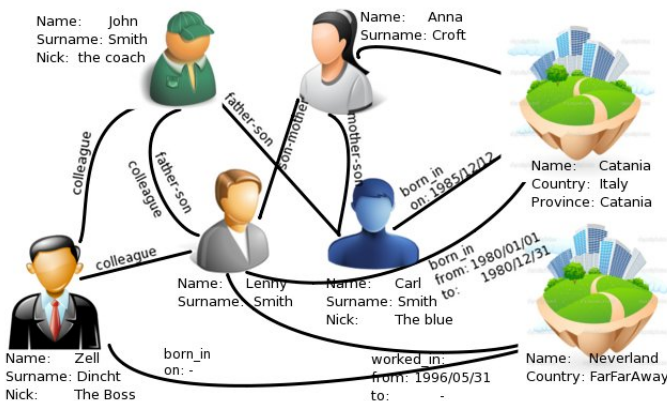 Name: John
Surname: Smith
Nick: the coach
Name: Anna
Surname: Croft
colleague
father-son
colleague
father-son
son-mother
mother-son
born_in
on: 1985/12/12
Name: Catania
Country: Italy
Province: Catania
colleague
born_in
from: 1980/01/01
to: 1980/12/31
Name: Lenny
Surname: Smith
Name: Carl
Surname: Smith
Nick: The blue
Name: Zell
Surname: Dincht
Nick: The Boss
born_in
on: -
worked_in:
from: 1996/05/31
to: -
Name: Neverland
Country: FarFarAway